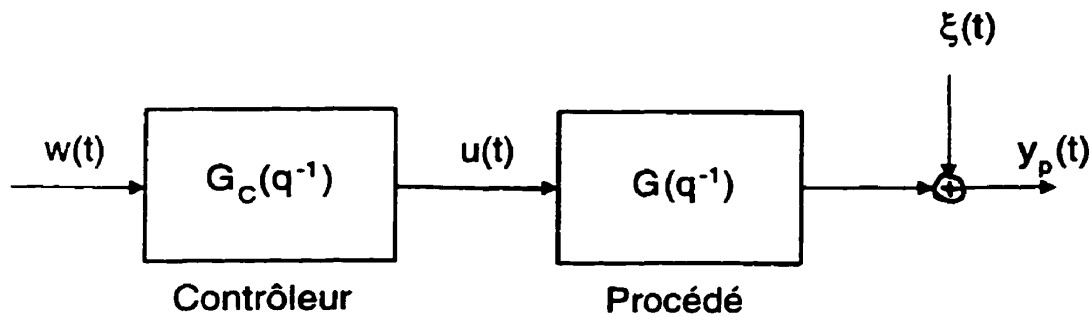 ξ(t)
w(t)
G_C(q⁻¹)
u(t)
G(q⁻¹)
y_p(t)
Contrôleur
Procédé